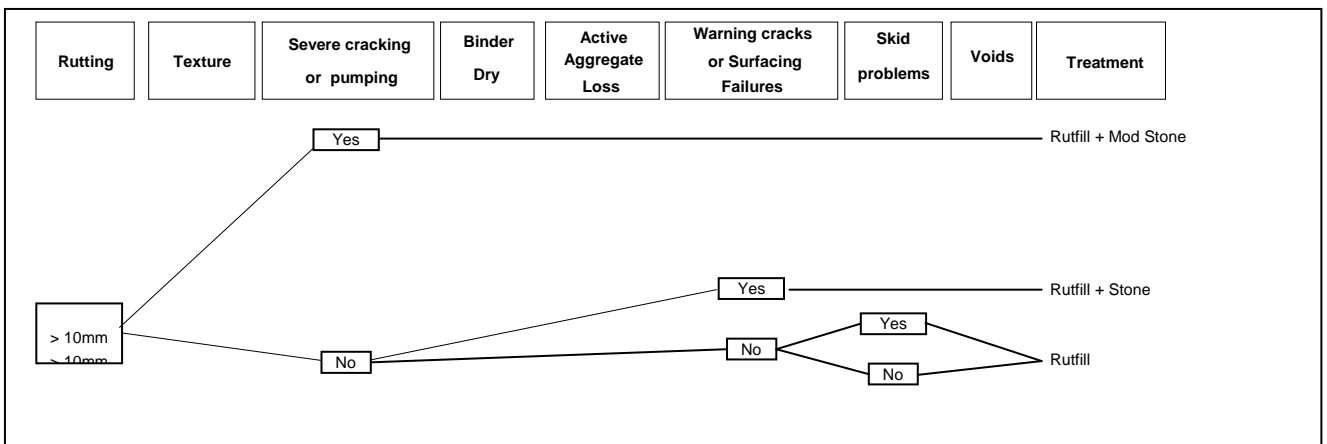 Rutting
Texture
Severe cracking
or pumping
Binder
Dry
Active
Aggregate
Loss
Warning cracks
or Surfacing
Failures
Skid
problems
Voids
Treatment
Yes
Rutfill + Mod Stone
Yes
Rutfill + Stone
> 10mm
> 10mm
No
No
Yes
No
Rutfill